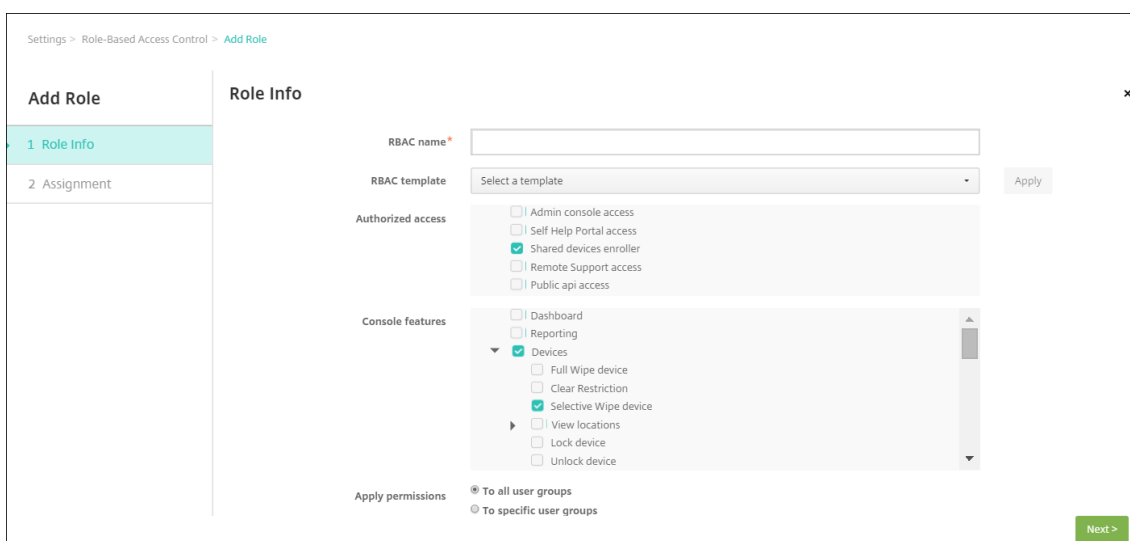 Settings > Role-Based Access Control > Add Role
Add Role
1 Role Info
2 Assignment
Role Info
×
RBAC name*
RBAC template Select a template Apply
Authorized access
Admin console access
Self Help Portal access
Shared devices enroller
Remote Support access
Public api access
Console features
Dashboard
Reporting
Devices
Full Wipe device
Clear Restriction
Selective Wipe device
View locations
Lock device
Unlock device
Apply permissions
To all user groups
To specific user groups
Next >